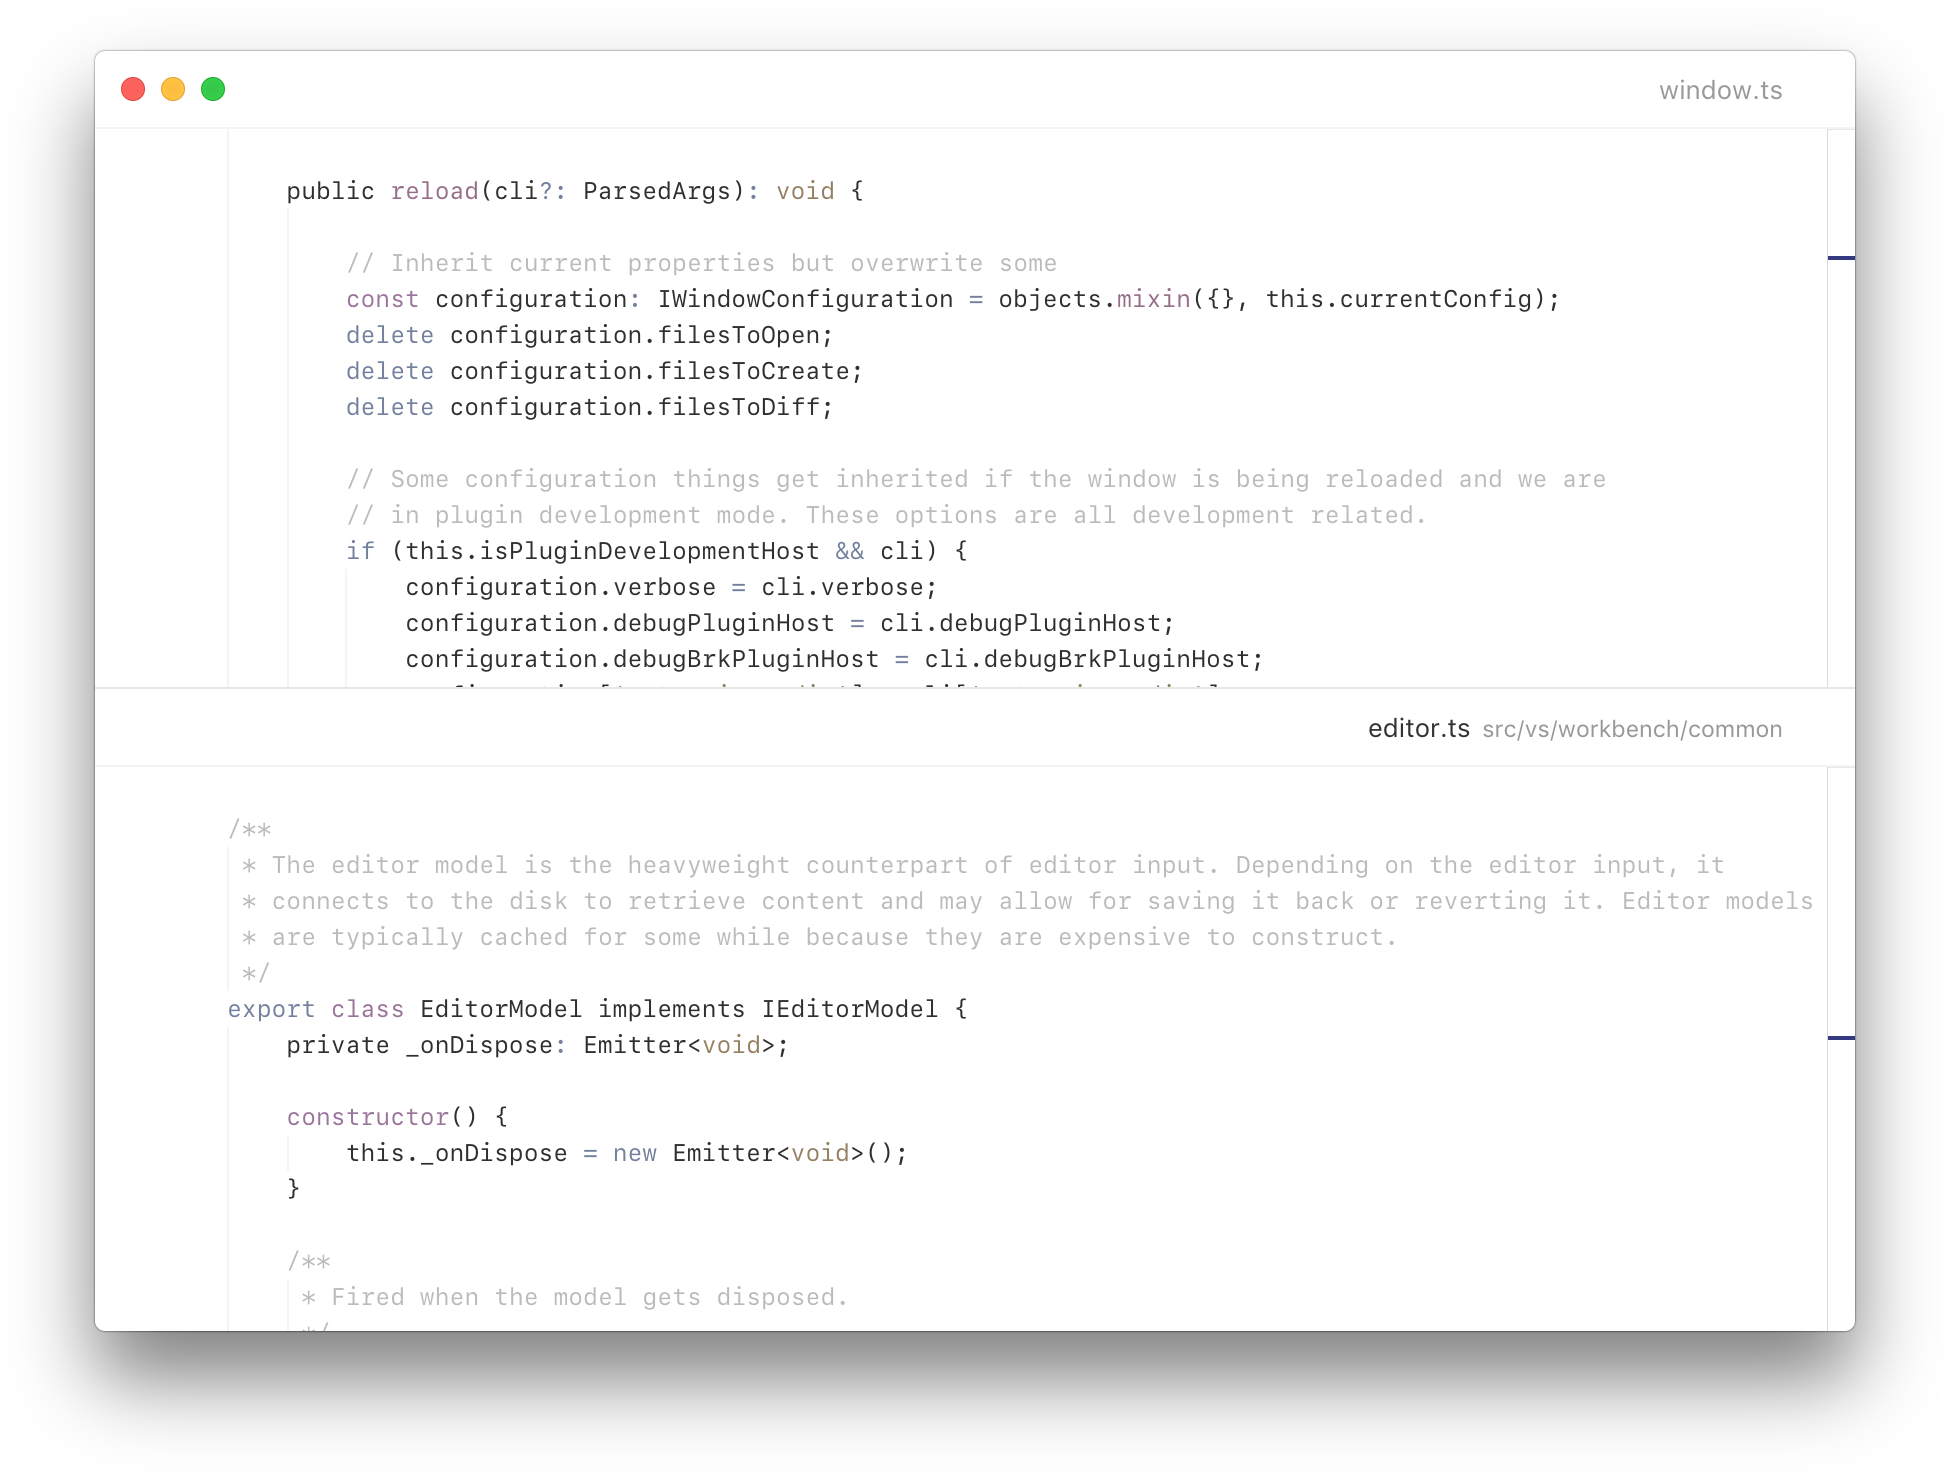 window.ts
public reload(cli?: ParsedArgs): void {
// Inherit current properties but overwrite some
const configuration: IWindowConfiguration = objects.mixin({}, this.currentConfig);
delete configuration.filesToOpen;
delete configuration.filesToCreate;
delete configuration.filesToDiff;
// Some configuration things get inherited if the window is being reloaded and we are
// in plugin development mode. These options are all development related.
if (this.isPluginDevelopmentHost && cli) {
configuration.verbose = cli.verbose;
configuration.debugPluginHost = cli.debugPluginHost;
configuration.debugBrkPluginHost = cli.debugBrkPluginHost;
editor.ts src/vs/workbench/common
/**
* The editor model is the heavyweight counterpart of editor input. Depending on the editor input, it
* connects to the disk to retrieve content and may allow for saving it back or reverting it. Editor models
* are typically cached for some while because they are expensive to construct.
*/
export class EditorModel implements IEditorModel {
private _onDispose: Emitter<void>;
constructor() {
this._onDispose = new Emitter<void>();
}
/**
* Fired when the model gets disposed.
*/